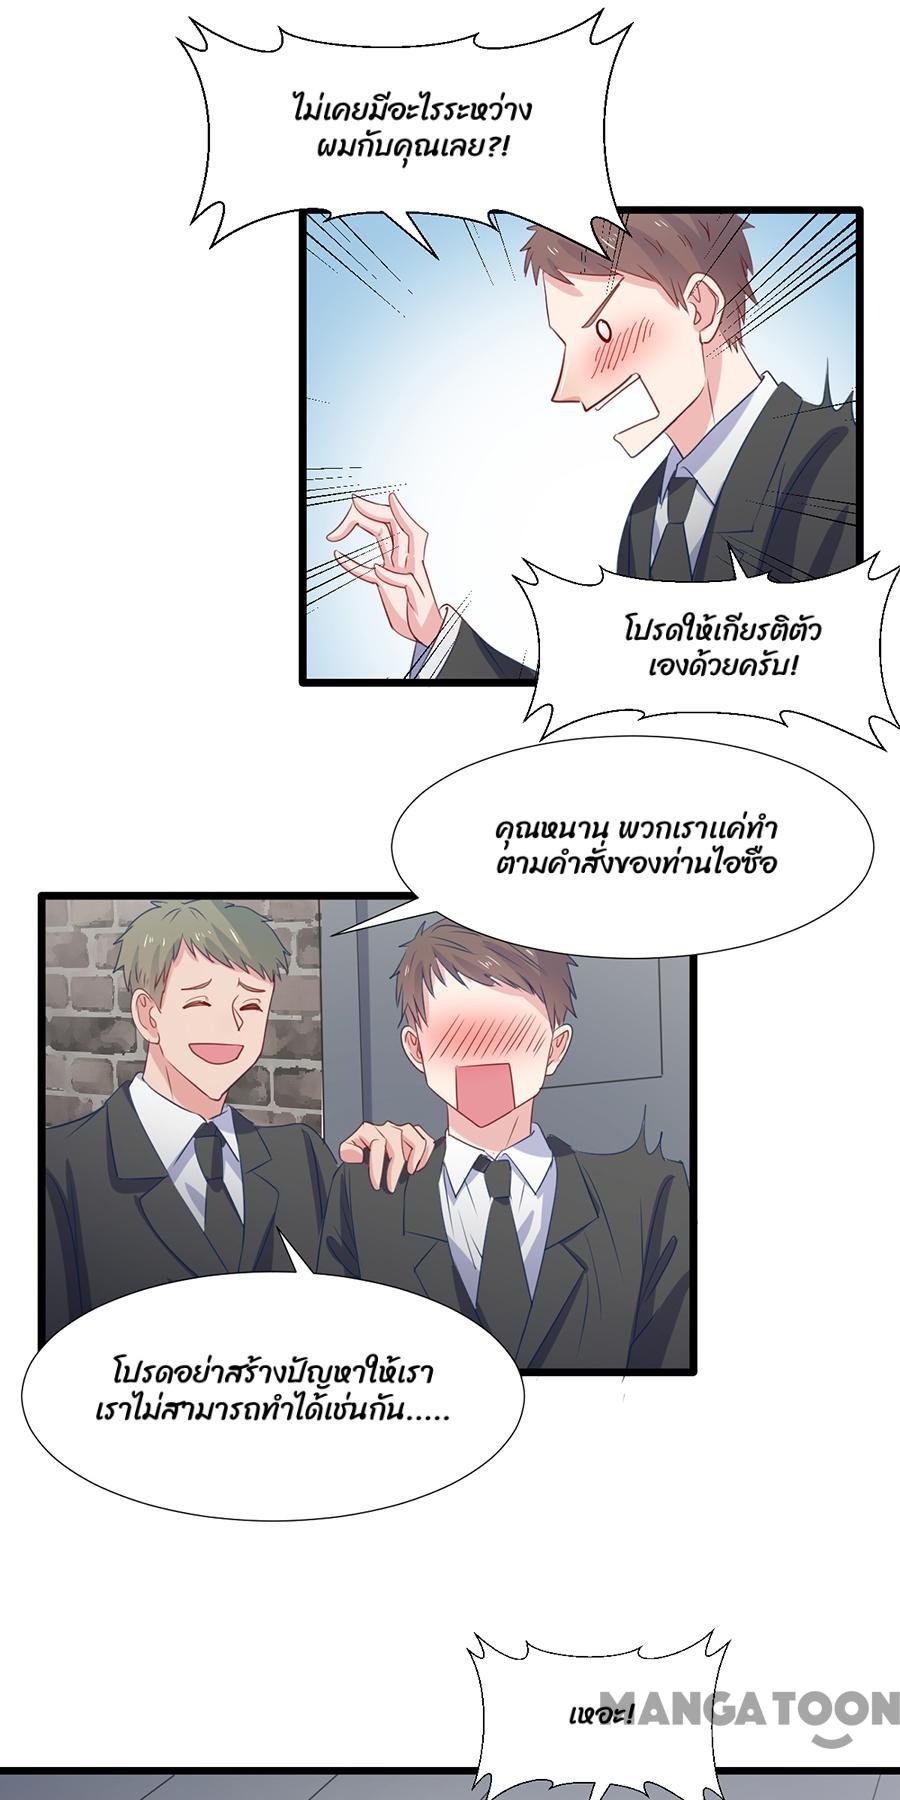 ไม่เคยมีอะไรระหว่าง
ผมกับคุณเลย?!
โปรดให้เกียรติตัว
เองด้วยครับ!
คุณหนาน พวกเราแค่ทำ
ตามคำสั่งของท่านไอซือ
โปรดอย่าสร้างปัญหาให้เรา
เราไม่สามารถทำได้เช่นกัน.....
เหอะ!
MANGATOON